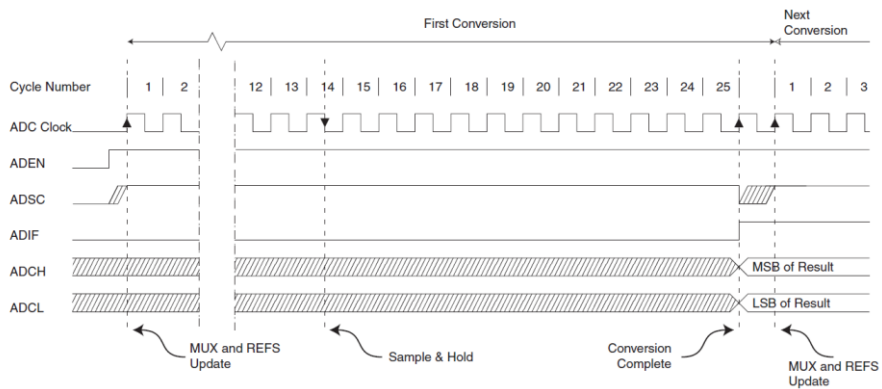 First Conversion
Next
Conversion
Cycle Number 1 2 12 13 14 15 16 17 18 19 20 21 22 23 24 25 1 2 3
ADC Clock
ADEN
ADSC
ADIF
ADCH MSB of Result
ADCL LSB of Result
MUX and REFS
Update
Sample & Hold
Conversion
Complete
MUX and REFS
Update